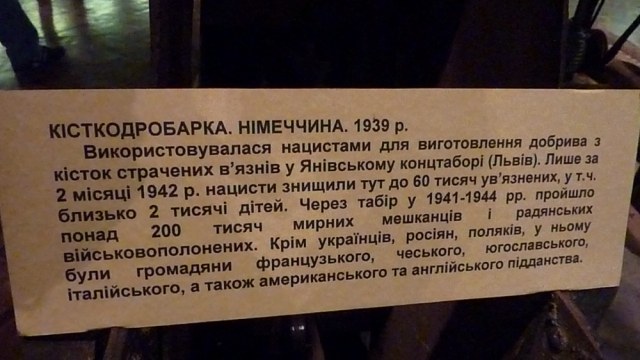 КІСТКОДРОБАРКА. НІМЕЧЧИНА. 1939 р.
Використовувалася нацистами для виготовлення добрива з
кісток страчених в’язнів у Янівському концтаборі (Львів). Лише за
2 місяці 1942 р. нацисти знищили тут до 60 тисяч ув’язнених, у т.ч.
близько 2 тисячі дітей. Через табір у 1941-1944 рр. пройшло
понад 200 тисяч мирних мешканців і радянських
військовополонених. Крім українців, росіян, поляків, у ньому
були громадяни французького, чеського, югославського,
італійського, а також американського та англійського підданства.